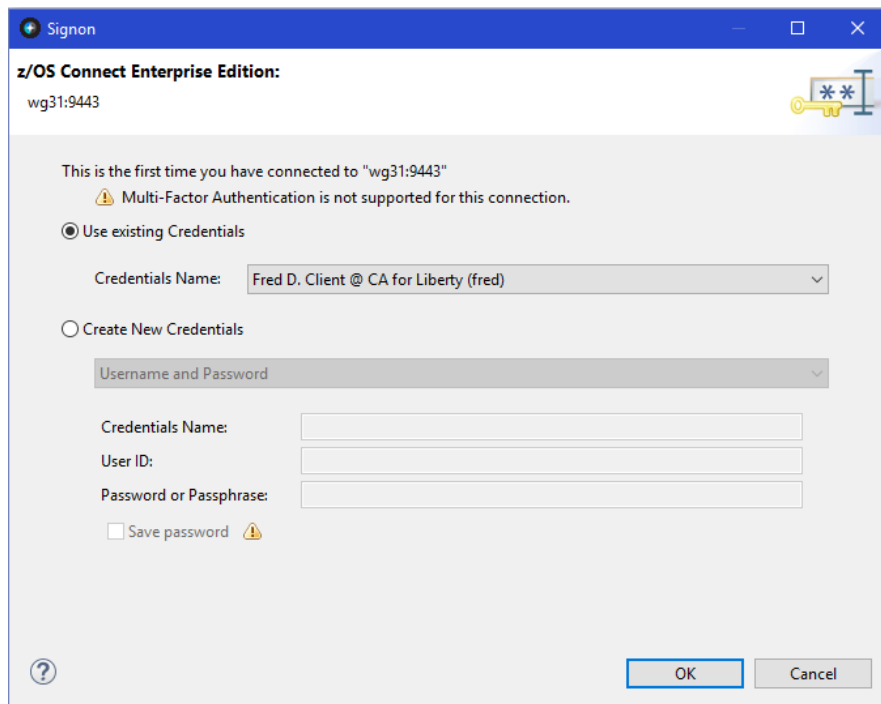 Signon
z/OS Connect Enterprise Edition:
wg31:9443
**
This is the first time you have connected to "wg31:9443"
Multi-Factor Authentication is not supported for this connection.
Use existing Credentials
Credentials Name: Fred D. Client @ CA for Liberty (fred)
Create New Credentials
Username and Password
Credentials Name:
User ID:
Password or Passphrase:
Save password
? OK Cancel